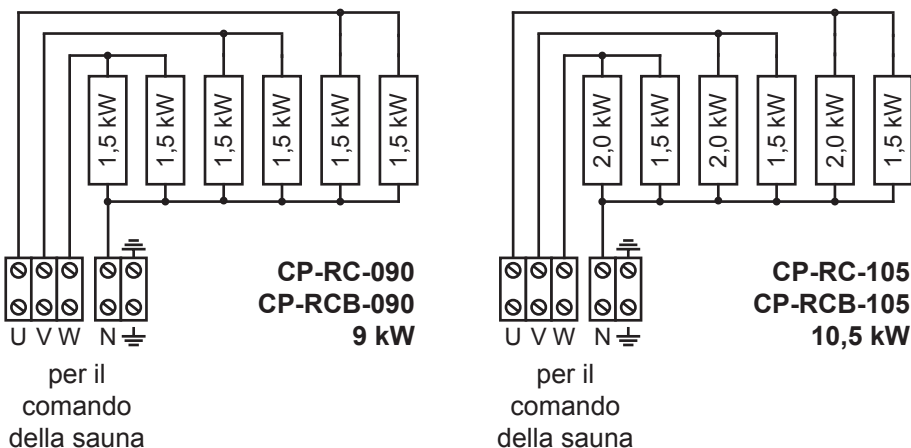 1,5 kW 1,5 kW 1,5 kW 1,5 kW 1,5 kW 1,5 kW
U V W N
CP-RC-090
CP-RCB-090
9 kW
per il
comando
della sauna
2,0 kW 1,5 kW 2,0 kW 1,5 kW 2,0 kW 1,5 kW
U V W N
CP-RC-105
CP-RCB-105
10,5 kW
per il
comando
della sauna